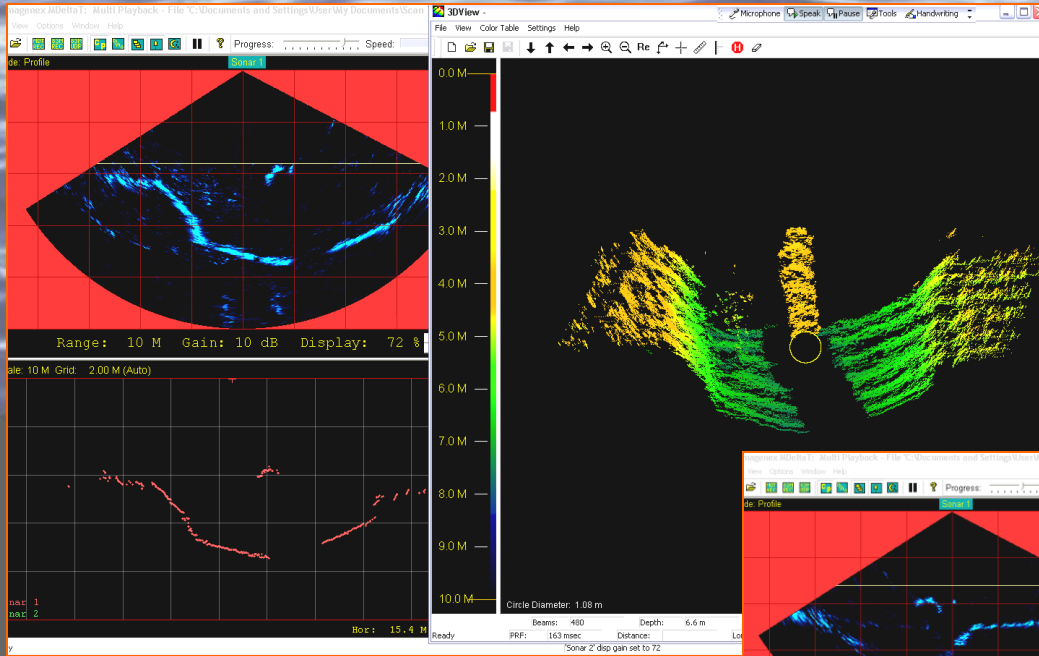 magenex MDeltaT: Multi Playback - File 'C:\Documents and Settings\User\My Documents\Scan
View Options Window Help
Progress: Speed:
de: Profile
Sonar 1
Range: 10 M Gain: 10 dB Display: 72 %
ale: 10 M Grid: 2.00 M (Auto)
nar 1
nar 2
Hor: 15.4 M
y
3DView -
Microphone Speak Pause Tools Handwriting
File View Color Table Settings Help
Re
H
0.0 M
1.0 M
2.0 M
3.0 M
4.0 M
5.0 M
6.0 M
7.0 M
8.0 M
9.0 M
10.0 M
Circle Diameter: 1.08 m
Beams: 480 Depth: 6.6 m
Ready PRF: 163 msec Distance: Lo
'Sonar 2' disp gain set to 72
magenex MDeltaT: Multi Playback - File 'C:\Documents and Settings\User\
View Options Window Help
Progress:
de: Profile
Sonar 1